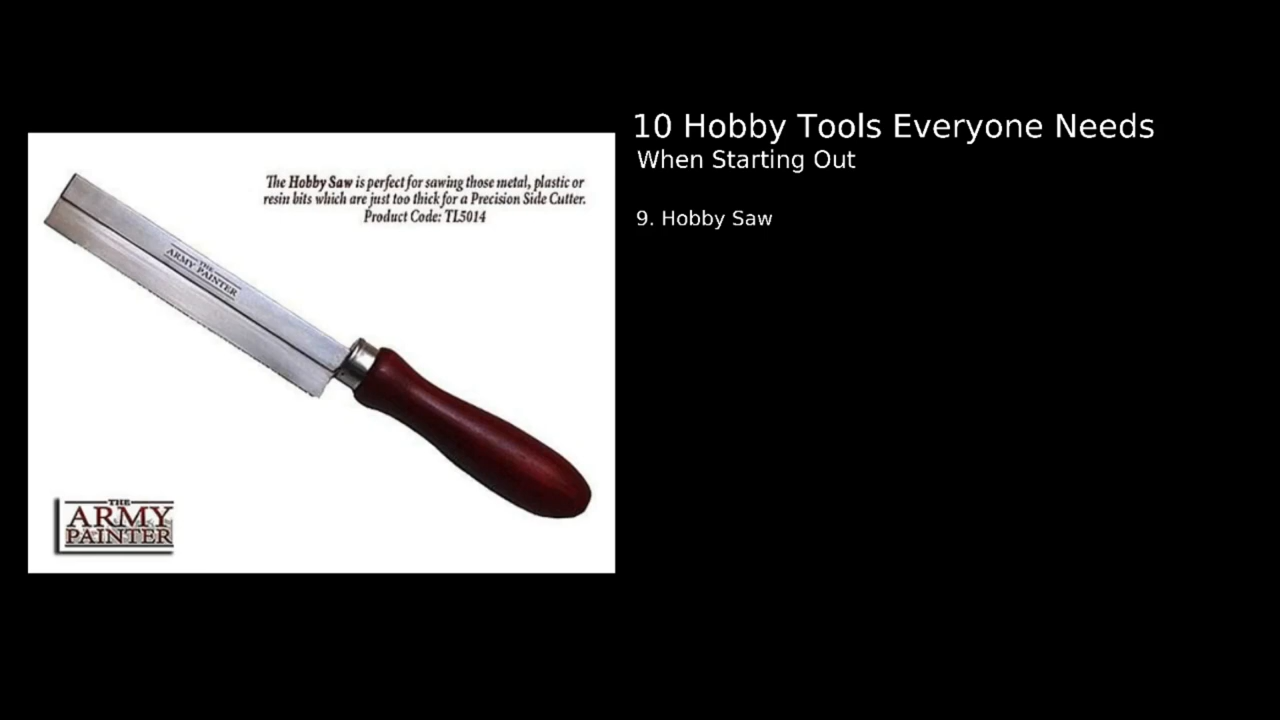 10 Hobby Tools Everyone Needs
When Starting Out
9. Hobby Saw
The Hobby Saw is perfect for sawing those metal, plastic or
resin bits which are just too thick for a Precision Side Cutter.
Product Code: TL5014
THE
ARMY PAINTER
THE
ARMY
PAINTER